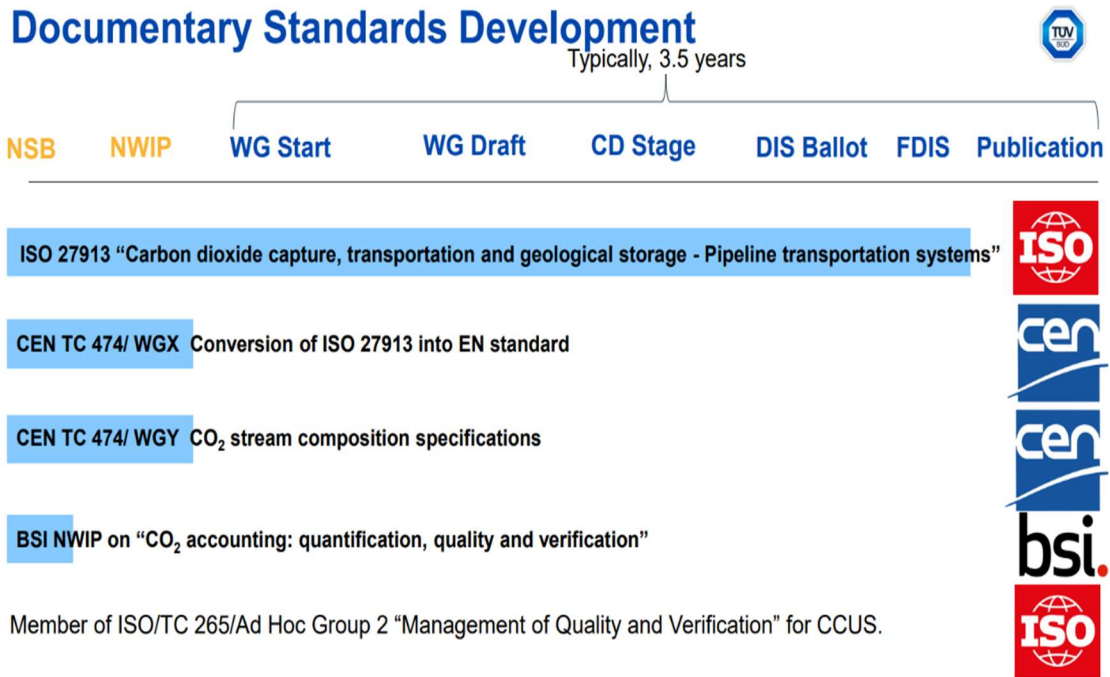 Documentary Standards Development
TÜV
SÜD
Typically, 3.5 years
NSB NWIP WG Start WG Draft CD Stage DIS Ballot FDIS Publication
ISO 27913 “Carbon dioxide capture, transportation and geological storage - Pipeline transportation systems”
ISO
CEN TC 474/ WGX Conversion of ISO 27913 into EN standard
cen
CEN TC 474/ WGY CO₂ stream composition specifications
cen
BSI NWIP on “CO₂ accounting: quantification, quality and verification”
bsi.
Member of ISO/TC 265/Ad Hoc Group 2 “Management of Quality and Verification” for CCUS.
ISO